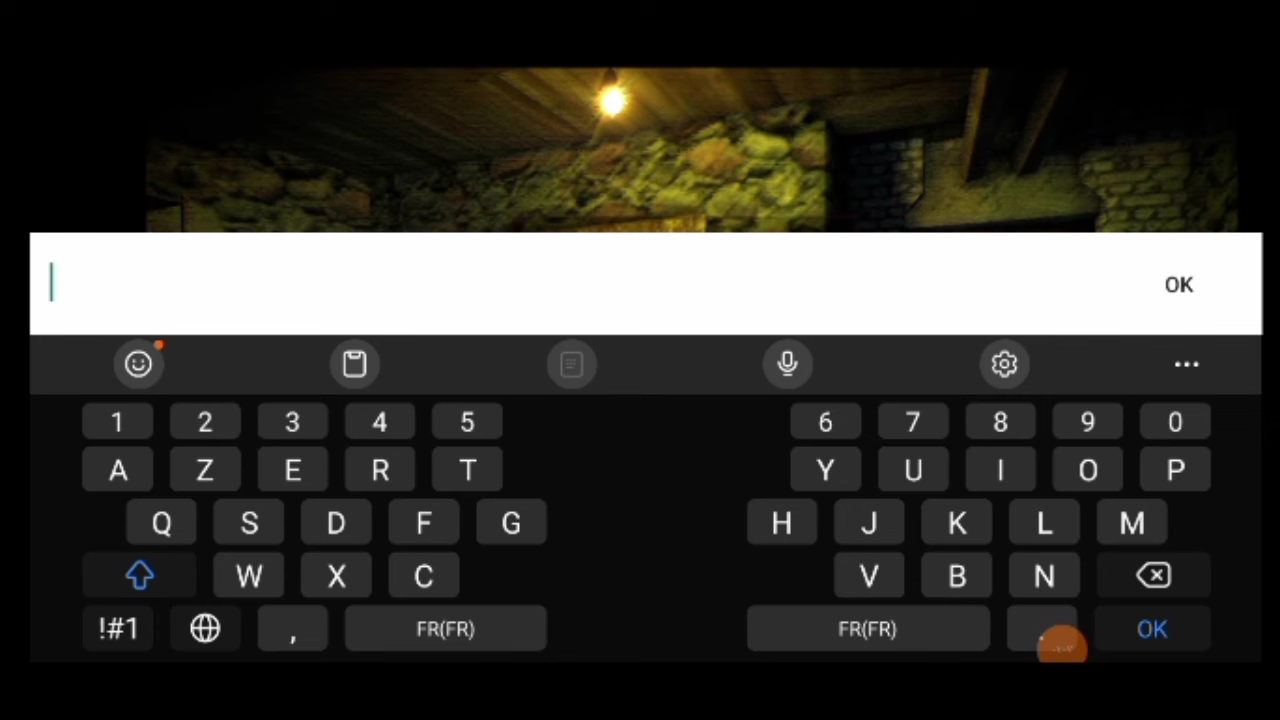 OK
1 2 3 4 5 6 7 8 9 0
A Z E R T Y U I O P
Q S D F G H J K L M
W X C V B N
!#1 , FR(FR) FR(FR) . OK